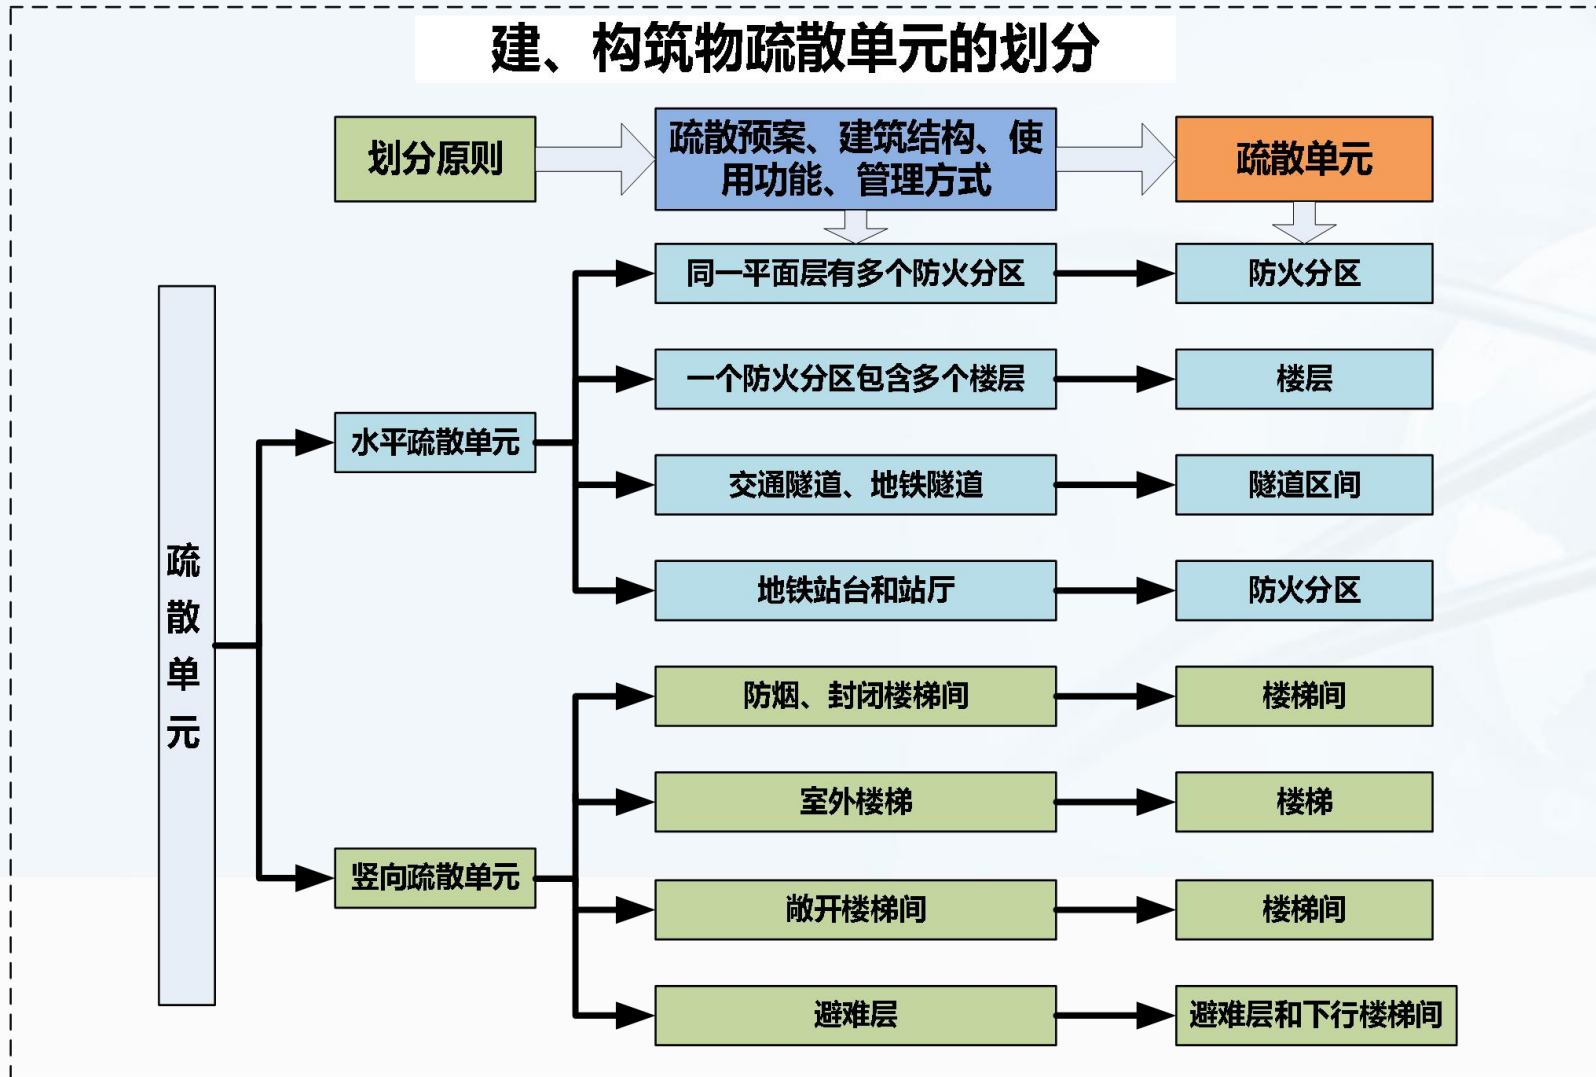 建、构筑物疏散单元的划分
划分原则
疏散预案、建筑结构、使
用功能、管理方式
疏散单元
疏散单元
水平疏散单元
同一平面层有多个防火分区
防火分区
一个防火分区包含多个楼层
楼层
交通隧道、地铁隧道
隧道区间
地铁站台和站厅
防火分区
竖向疏散单元
防烟、封闭楼梯间
楼梯间
室外楼梯
楼梯
敞开楼梯间
楼梯间
避难层
避难层和下行楼梯间